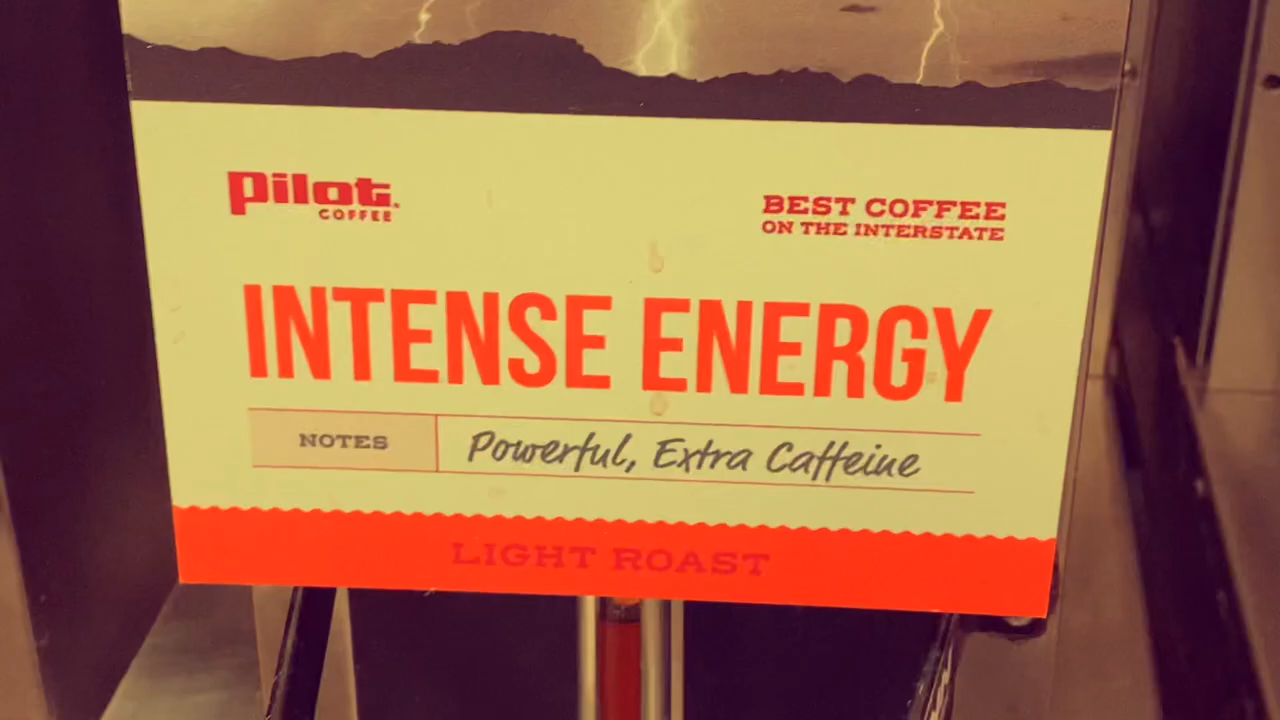 Pilot.
COFFEE
BEST COFFEE
ON THE INTERSTATE
INTENSE ENERGY
NOTES
Powerful, Extra Caffeine
LIGHT ROAST